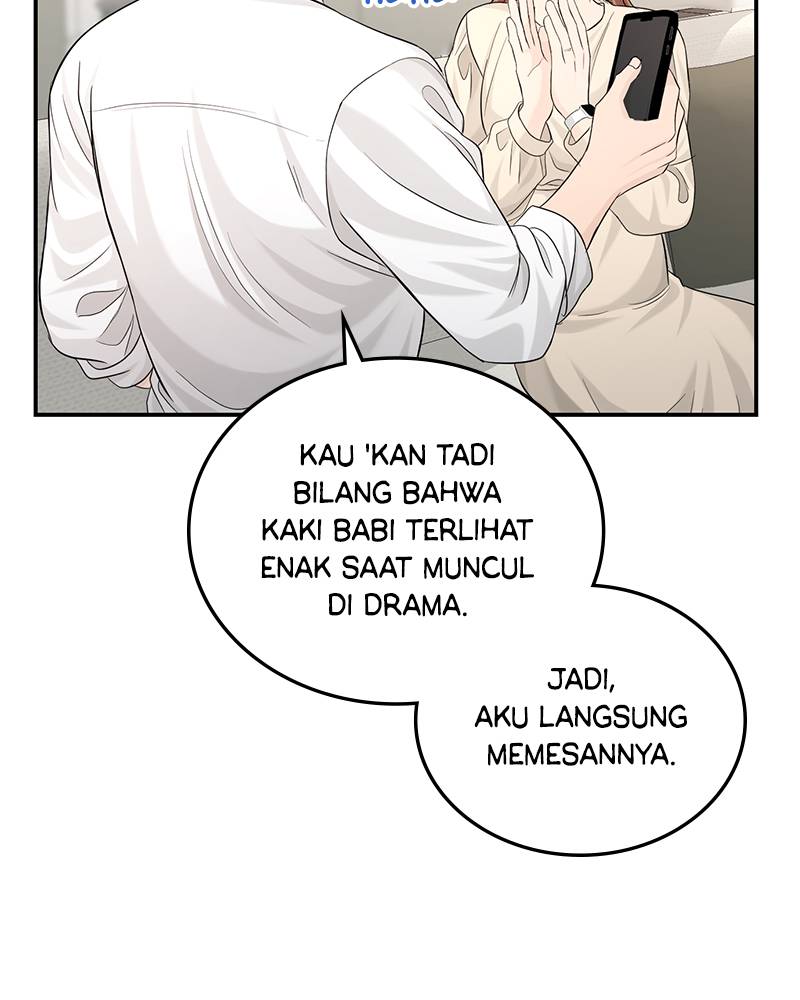 KAU 'KAN TADI
BILANG BAHWA
KAKI BABI TERLIHAT
ENAK SAAT MUNCUL
DI DRAMA.
JADI,
AKU LANGSUNG
MEMESANNYA.